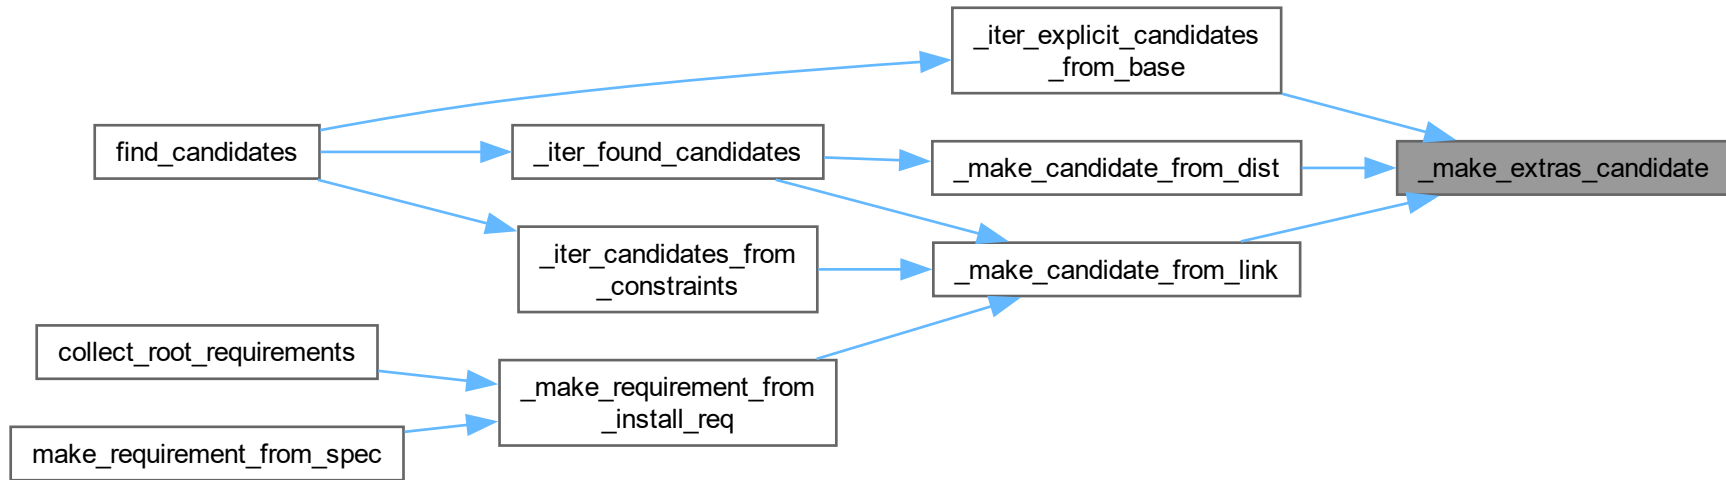 _iter_explicit_candidates
_from_base
find_candidates
_iter_found_candidates
_make_candidate_from_dist
_make_extras_candidate
_iter_candidates_from
_constraints
_make_candidate_from_link
collect_root_requirements
_make_requirement_from
_install_req
make_requirement_from_spec